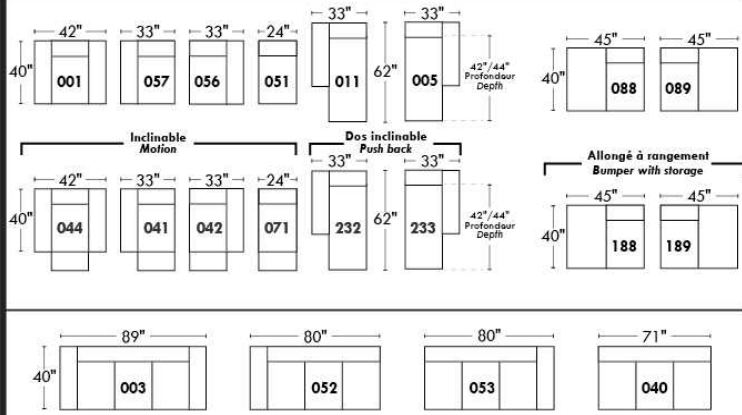 42" 33" 33" 24" 33" 33" 45" 45"
40" 001 057 056 051 011 62" 005 42"/44" Profondeur Depth 40" 088 089
Inclinable
Motion
Dos inclinable
Push back
Allongé à rangement
Bumper with storage
42" 33" 33" 24" 33" 33" 45" 45"
40" 044 041 042 071 232 62" 233 42"/44" Profondeur Depth 40" 188 189
89" 80" 80" 71"
40" 003 052 053 040